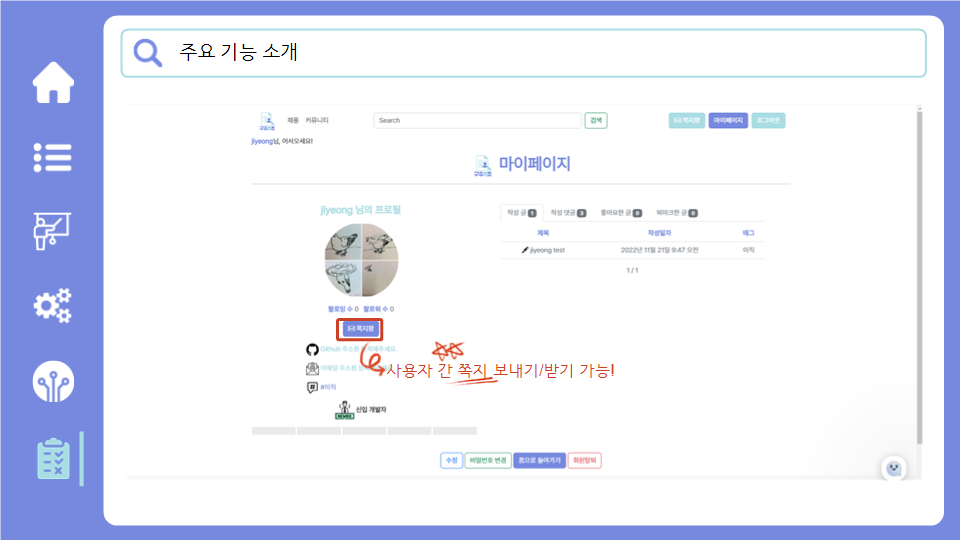 주요 기능 소개
구름스토
채용 커뮤니티
Search
검색
쪽지함
마이페이지
로그아웃
jiyeong님, 어서오세요!
마이페이지
jiyeong 님의 프로필
작성 글 1
작성 댓글 3
좋아요한 글 0
북마크한 글 0
제목 작성일자 태그
jiyeong test 2022년 11월 21일 9:47 오전 이직
1 / 1
팔로잉 수 0 팔로워 수 0
쪽지함
Github 주소를
해주세요.
사용자 간 쪽지 보내기/받기 가능!
이메일 주소를
#이직
NEWBIE
신입 개발자
수정
비밀번호 변경
홈으로 돌아가기
회원탈퇴